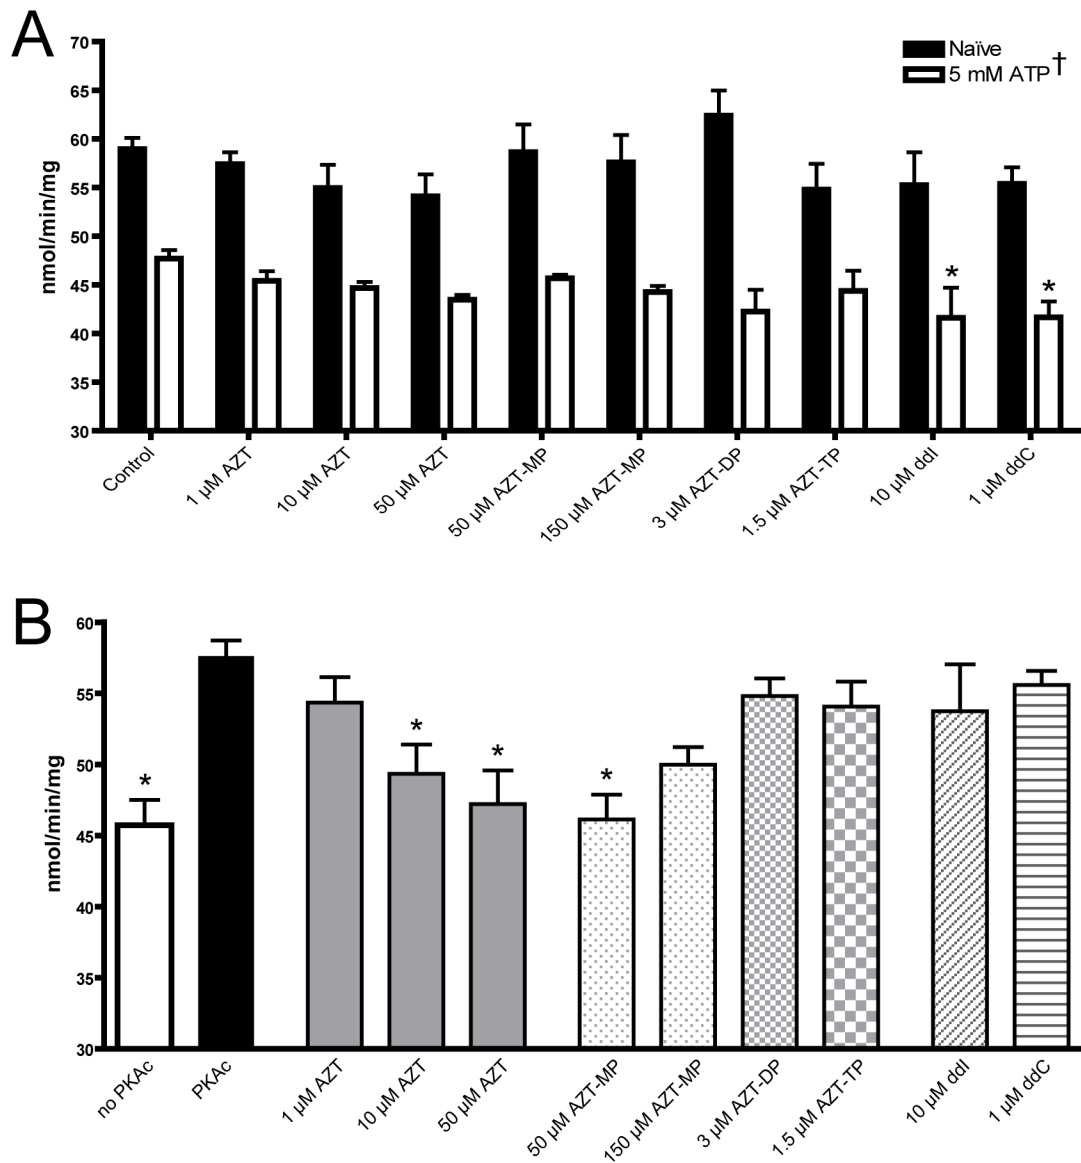 A
Naïve
5 mM ATP†
nmol/min/mg
70
65
60
55
50
45
40
35
30
* *
Control
1 µM AZT
10 µM AZT
50 µM AZT
50 µM AZT-MP
150 µM AZT-MP
3 µM AZT-DP
1.5 µM AZT-TP
10 µM ddI
1 µM ddC
B
nmol/min/mg
60
55
50
45
40
35
30
* * * *
no PKAc
PKAc
1 µM AZT
10 µM AZT
50 µM AZT
50 µM AZT-MP
150 µM AZT-MP
3 µM AZT-DP
1.5 µM AZT-TP
10 µM ddI
1 µM ddC